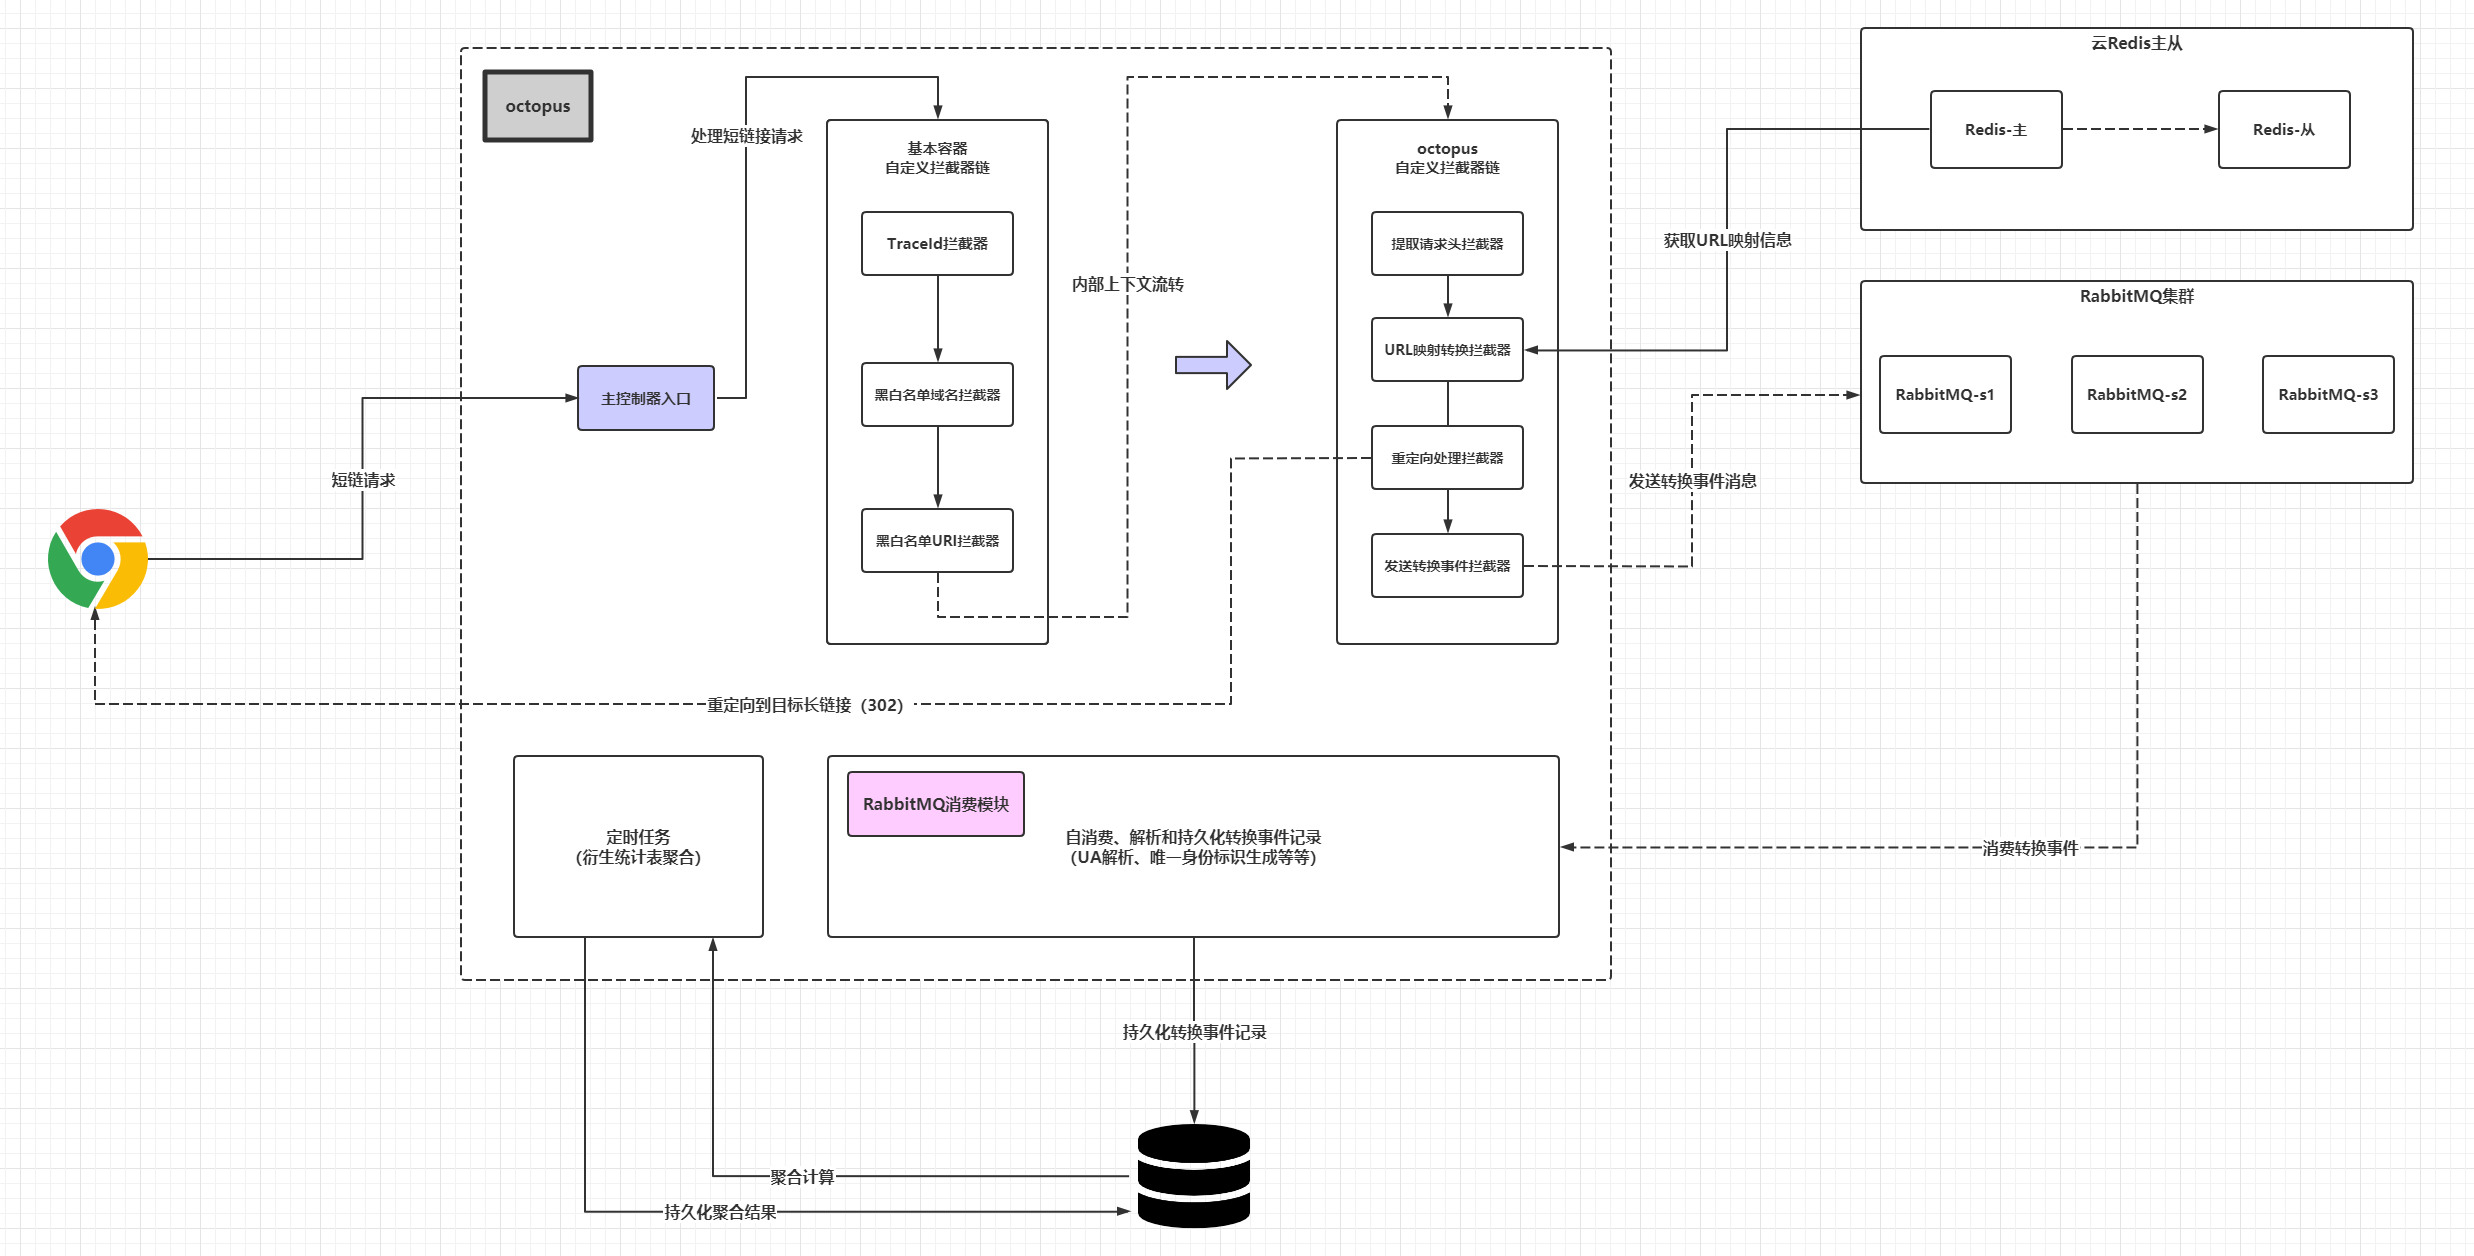 云Redis主从
octopus
Redis-主
Redis-从
处理短链接请求
基本容器
自定义拦截器链
octopus
自定义拦截器链
TraceId拦截器
提取请求头拦截器
获取URL映射信息
内部上下文流转
RabbitMQ集群
URL映射转换拦截器
主控制器入口
黑白名单域名拦截器
RabbitMQ-s1
RabbitMQ-s2
RabbitMQ-s3
重定向处理拦截器
短链请求
发送转换事件消息
黑白名单URI拦截器
发送转换事件拦截器
重定向到目标长链接（302）
RabbitMQ消费模块
定时任务
（衍生统计表聚合）
自消费、解析和持久化转换事件记录
（UA解析、唯一身份标识生成等等）
消费转换事件
持久化转换事件记录
聚合计算
持久化聚合结果